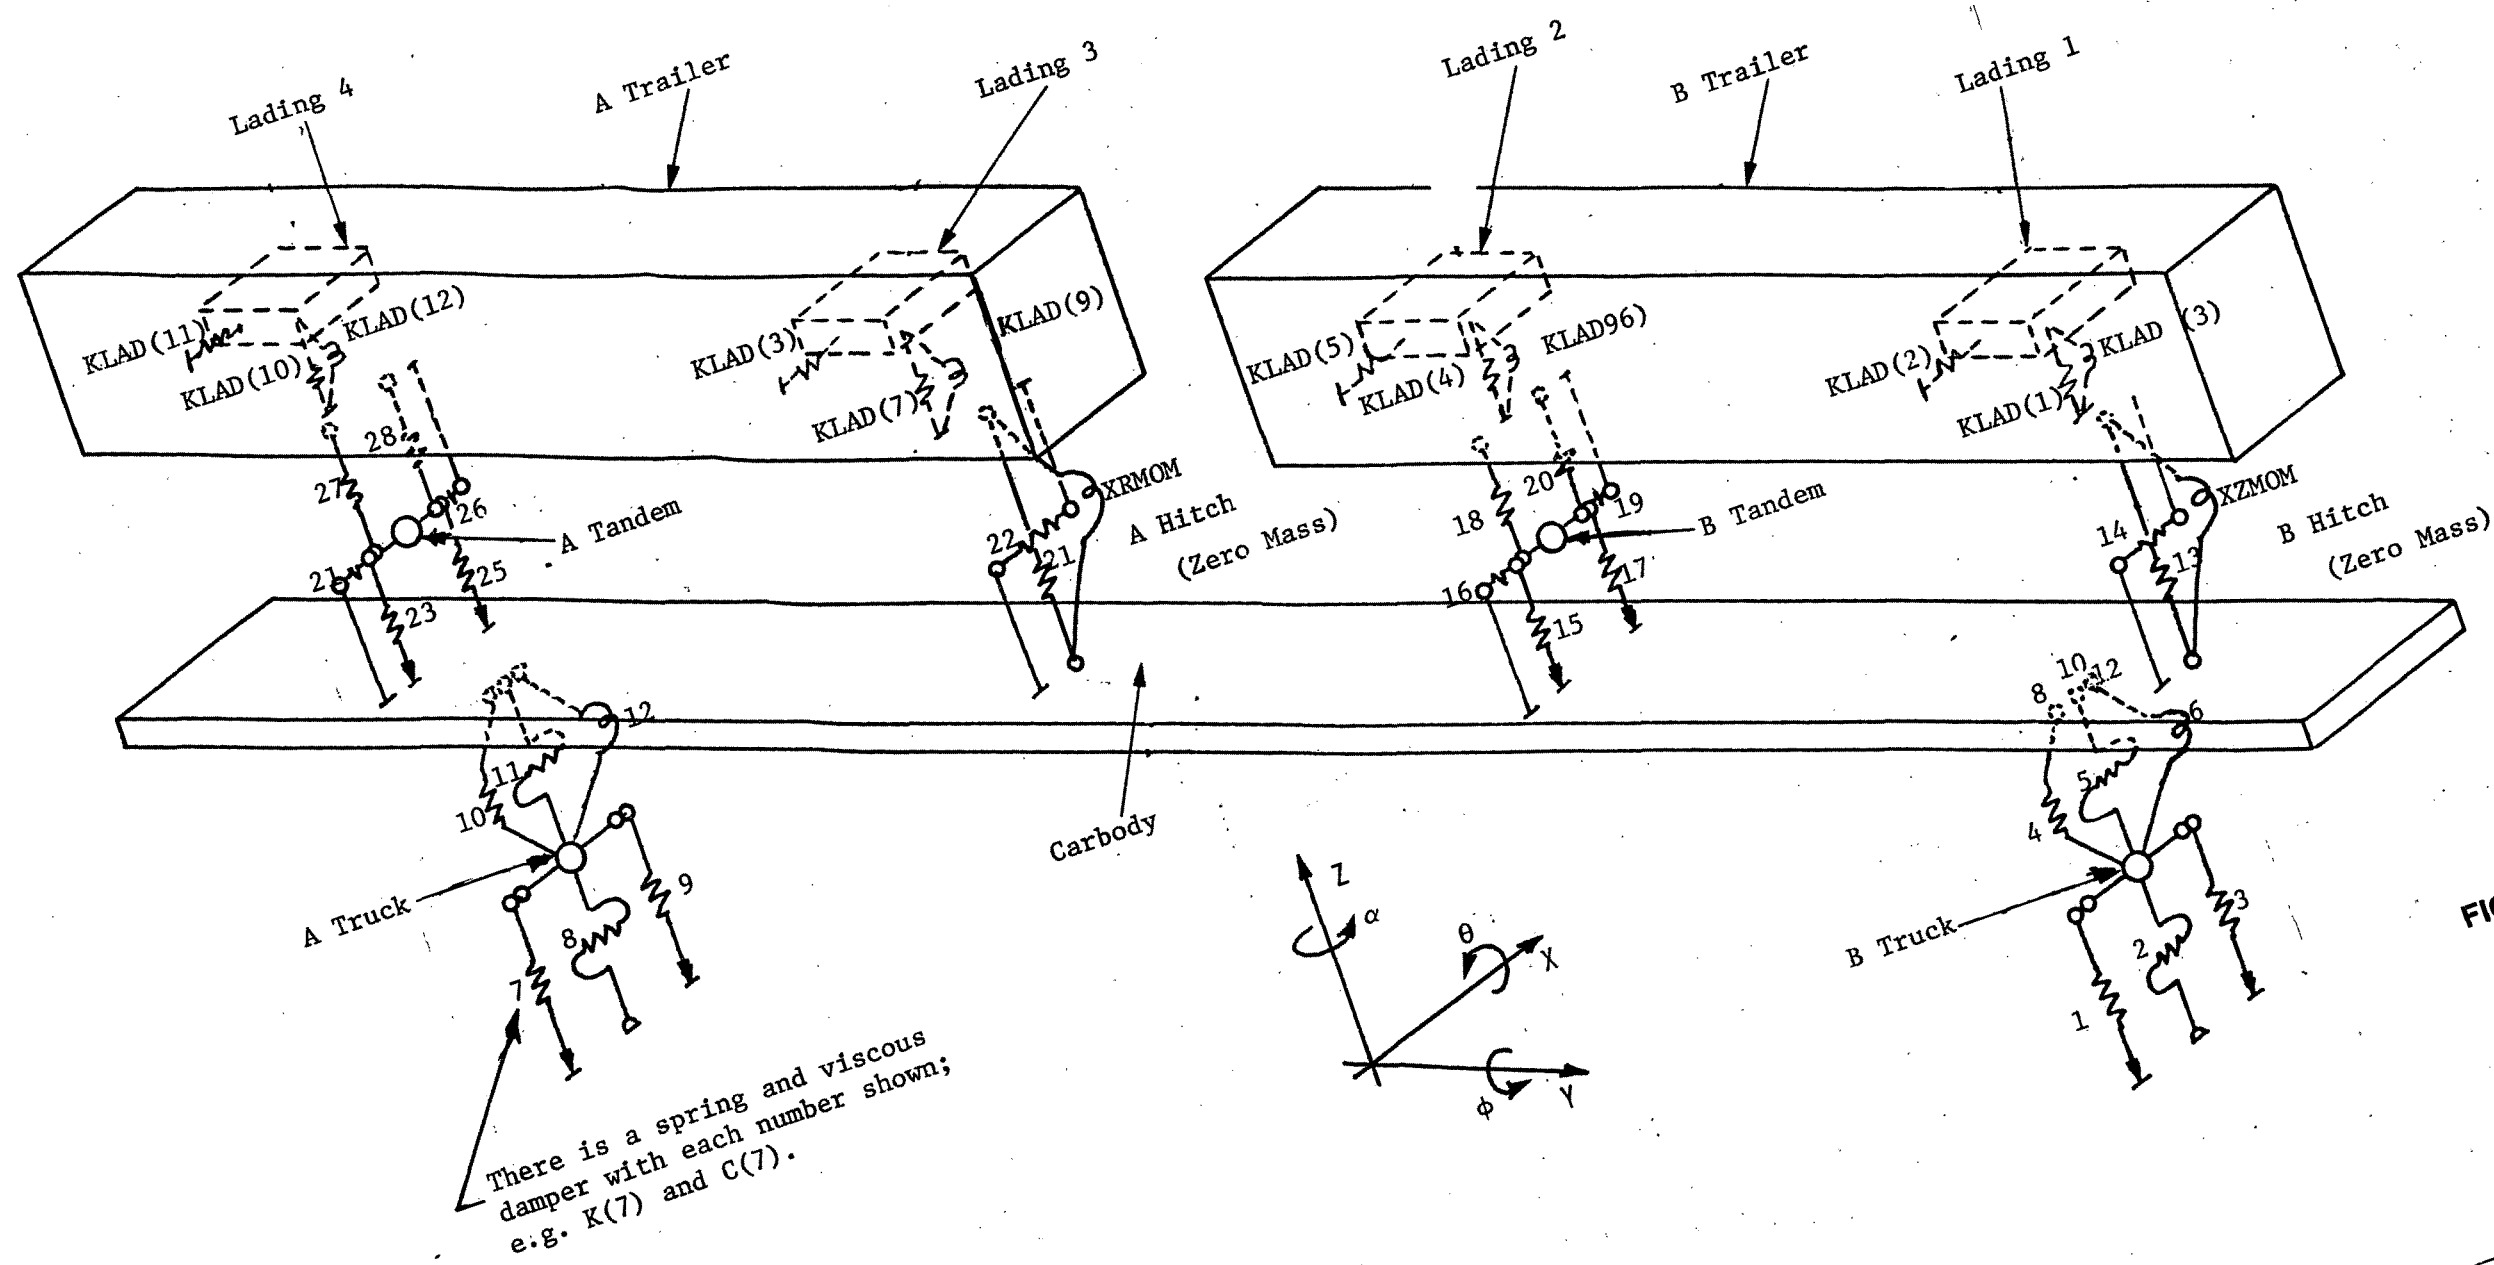 Lading 4
A Trailer
Lading 3
Lading 2
B Trailer
Lading 1
KLAD(11)
KLAD(12)
KLAD(10)
KLAD(3)
KLAD(9)
KLAD(7)
KLAD(5)
KLAD96)
KLAD(4)
KLAD(2)
KLAD (3)
KLAD(1)
28
27
26
A Tandem
21
25
23
XRMOM
A Hitch
(Zero Mass)
22
21
20
18
19
B Tandem
16
17
15
XZMOM
B Hitch
(Zero Mass)
14
13
12
11
10
A Truck
9
8
7
Carbody
8
10
12
6
5
4
B Truck
3
2
1
Z
α
θ
X
Y
φ
There is a spring and viscous
damper with each number shown;
e.g. K(7) and C(7).